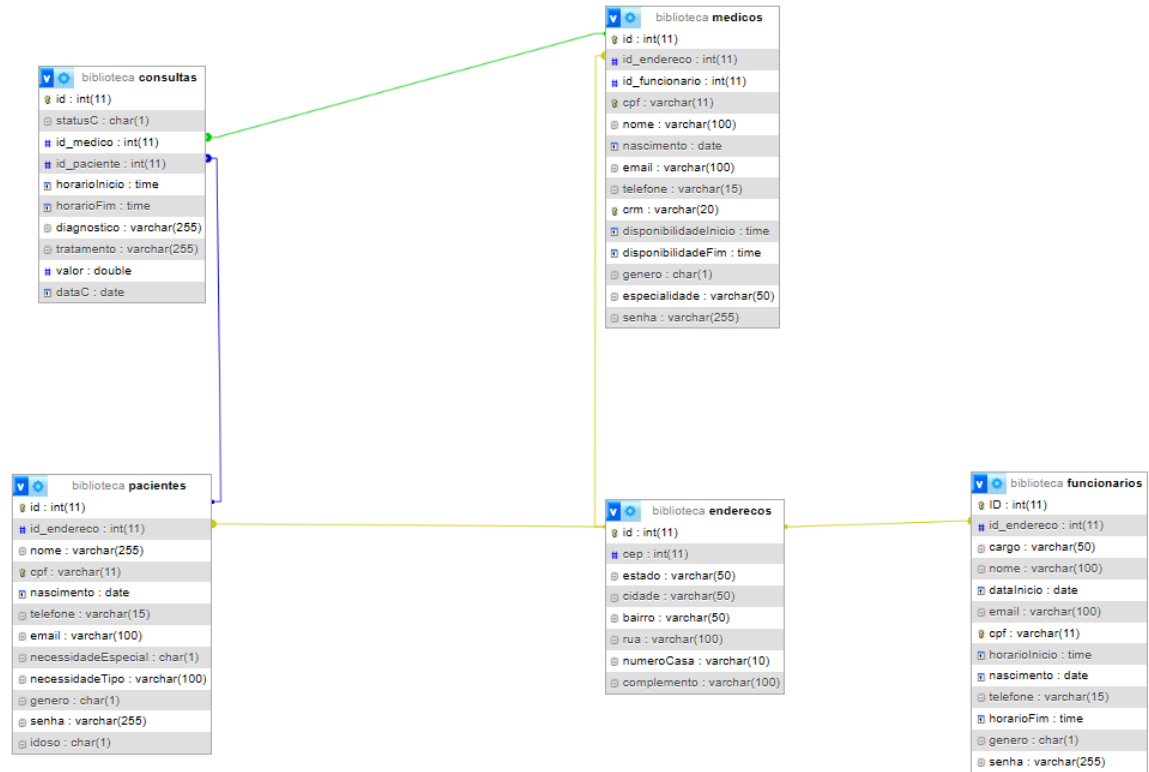 biblioteca consultas
id : int(11)
statusC : char(1)
id_medico : int(11)
id_paciente : int(11)
horarioInicio : time
horarioFim : time
diagnostico : varchar(255)
tratamento : varchar(255)
valor : double
dataC : date
biblioteca medicos
id : int(11)
id_endereco : int(11)
id_funcionario : int(11)
cpf : varchar(11)
nome : varchar(100)
nascimento : date
email : varchar(100)
telefone : varchar(15)
crm : varchar(20)
disponibilidadeInicio : time
disponibilidadeFim : time
genero : char(1)
especialidade : varchar(50)
senha : varchar(255)
biblioteca pacientes
id : int(11)
id_endereco : int(11)
nome : varchar(255)
cpf : varchar(11)
nascimento : date
telefone : varchar(15)
email : varchar(100)
necessidadeEspecial : char(1)
necessidadeTipo : varchar(100)
genero : char(1)
senha : varchar(255)
idoso : char(1)
biblioteca enderecos
id : int(11)
cep : int(11)
estado : varchar(50)
cidade : varchar(50)
bairro : varchar(50)
rua : varchar(100)
numeroCasa : varchar(10)
complemento : varchar(100)
biblioteca funcionarios
ID : int(11)
id_endereco : int(11)
cargo : varchar(50)
nome : varchar(100)
dataInicio : date
email : varchar(100)
cpf : varchar(11)
horarioInicio : time
nascimento : date
telefone : varchar(15)
horarioFim : time
genero : char(1)
senha : varchar(255)